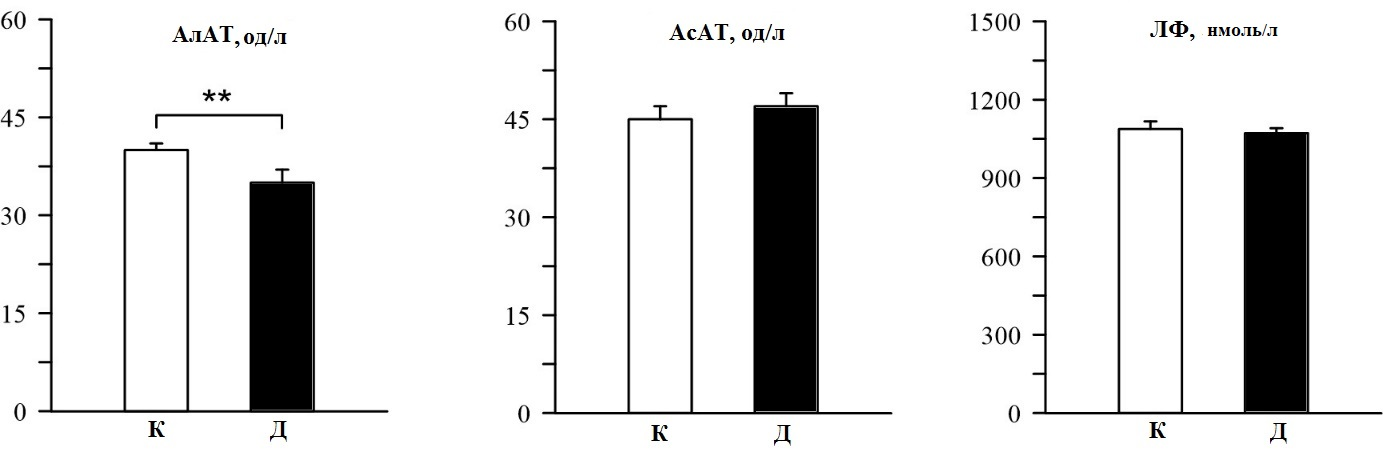 АлАТ, од/л
60
45
30
15
0
**
К
Д
АсАТ, од/л
60
45
30
15
0
К
Д
ЛФ, нмоль/л
1500
1200
900
600
300
0
К
Д